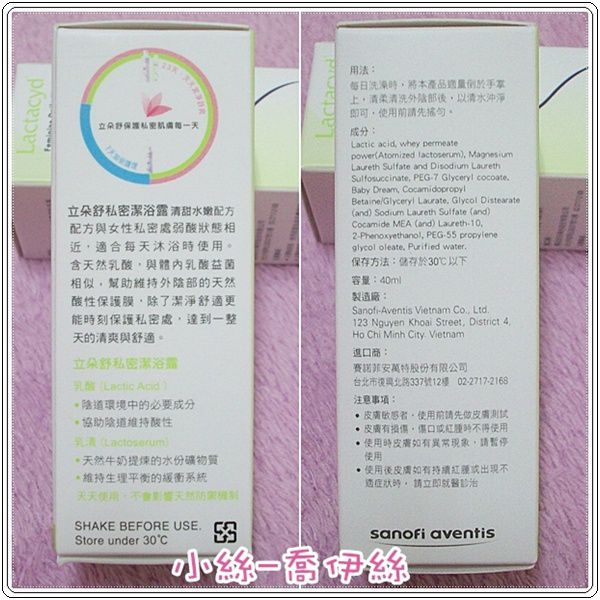 Lactacyd
立朵舒保護私密肌膚每一天
立朵舒私密潔浴露 清甜水嫩配方
配方與女性私密處弱酸狀態相
近，適合每天沐浴時使用。
含天然乳酸，與體內乳酸益菌
相似，幫助維持外陰部的天然
酸性保護膜，除了潔淨舒適更
能時刻保護私密處，達到一整
天的清爽與舒適。
立朵舒私密潔浴露
乳酸 (Lactic Acid )
・陰道環境中的必要成分
・協助陰道維持酸性
乳漬 (Lactoserum)
・天然牛奶提煉的水份礦物質
・維持生理平衡的緩衝系統
天天使用，不會影響天然防禦機制
SHAKE BEFORE USE.
Store under 30℃
Lactacyd
用法：
每日洗澡時，將本產品適量倒於手掌
上，清柔清洗外陰部後，以清水沖淨
即可，使用前請先搖勻。
成分：
Lactic acid, whey permeate
power(Atomized lactoserum), Magnesium
Laureth Sulfate and Disodium Laureth
Sulfosuccinate, PEG-7 Glyceryl cocoate,
Baby Dream, Cocamidopropyl
Betaine/Glyceryl Laurate, Glycol Distearate
(and) Sodium Laureth Sulfate (and)
Cocamide MEA (and) Laureth-10,
2-Phenoxyethanol, PEG-55 propylene
glycol oleate, Purified water.
保存方法：儲存於30℃以下
容量：40ml
製造廠：
Sanofi-Aventis Vietnam Co., Ltd.
123 Nguyen Khoai Street, District 4,
Ho Chi Minh City. Vietnam
進口商：
賽諾菲安萬特股份有限公司
台北市復興北路337號12樓 02-2717-2168
注意事項：
・皮膚敏感者，使用前請先做皮膚測試
・皮膚有損傷，傷口或紅腫時不得使用
・使用時皮膚如有異常現象，請暫停
使用
・使用後皮膚如有持續紅腫或出現不
適症狀時，請立即就醫診治
sanofi aventis
小絲-喬伊絲